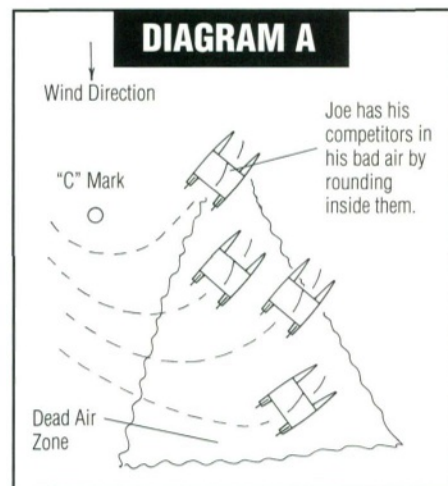 DIAGRAM A
Wind Direction
"C" Mark
Joe has his
competitors in
his bad air by
rounding
inside them.
Dead Air
Zone